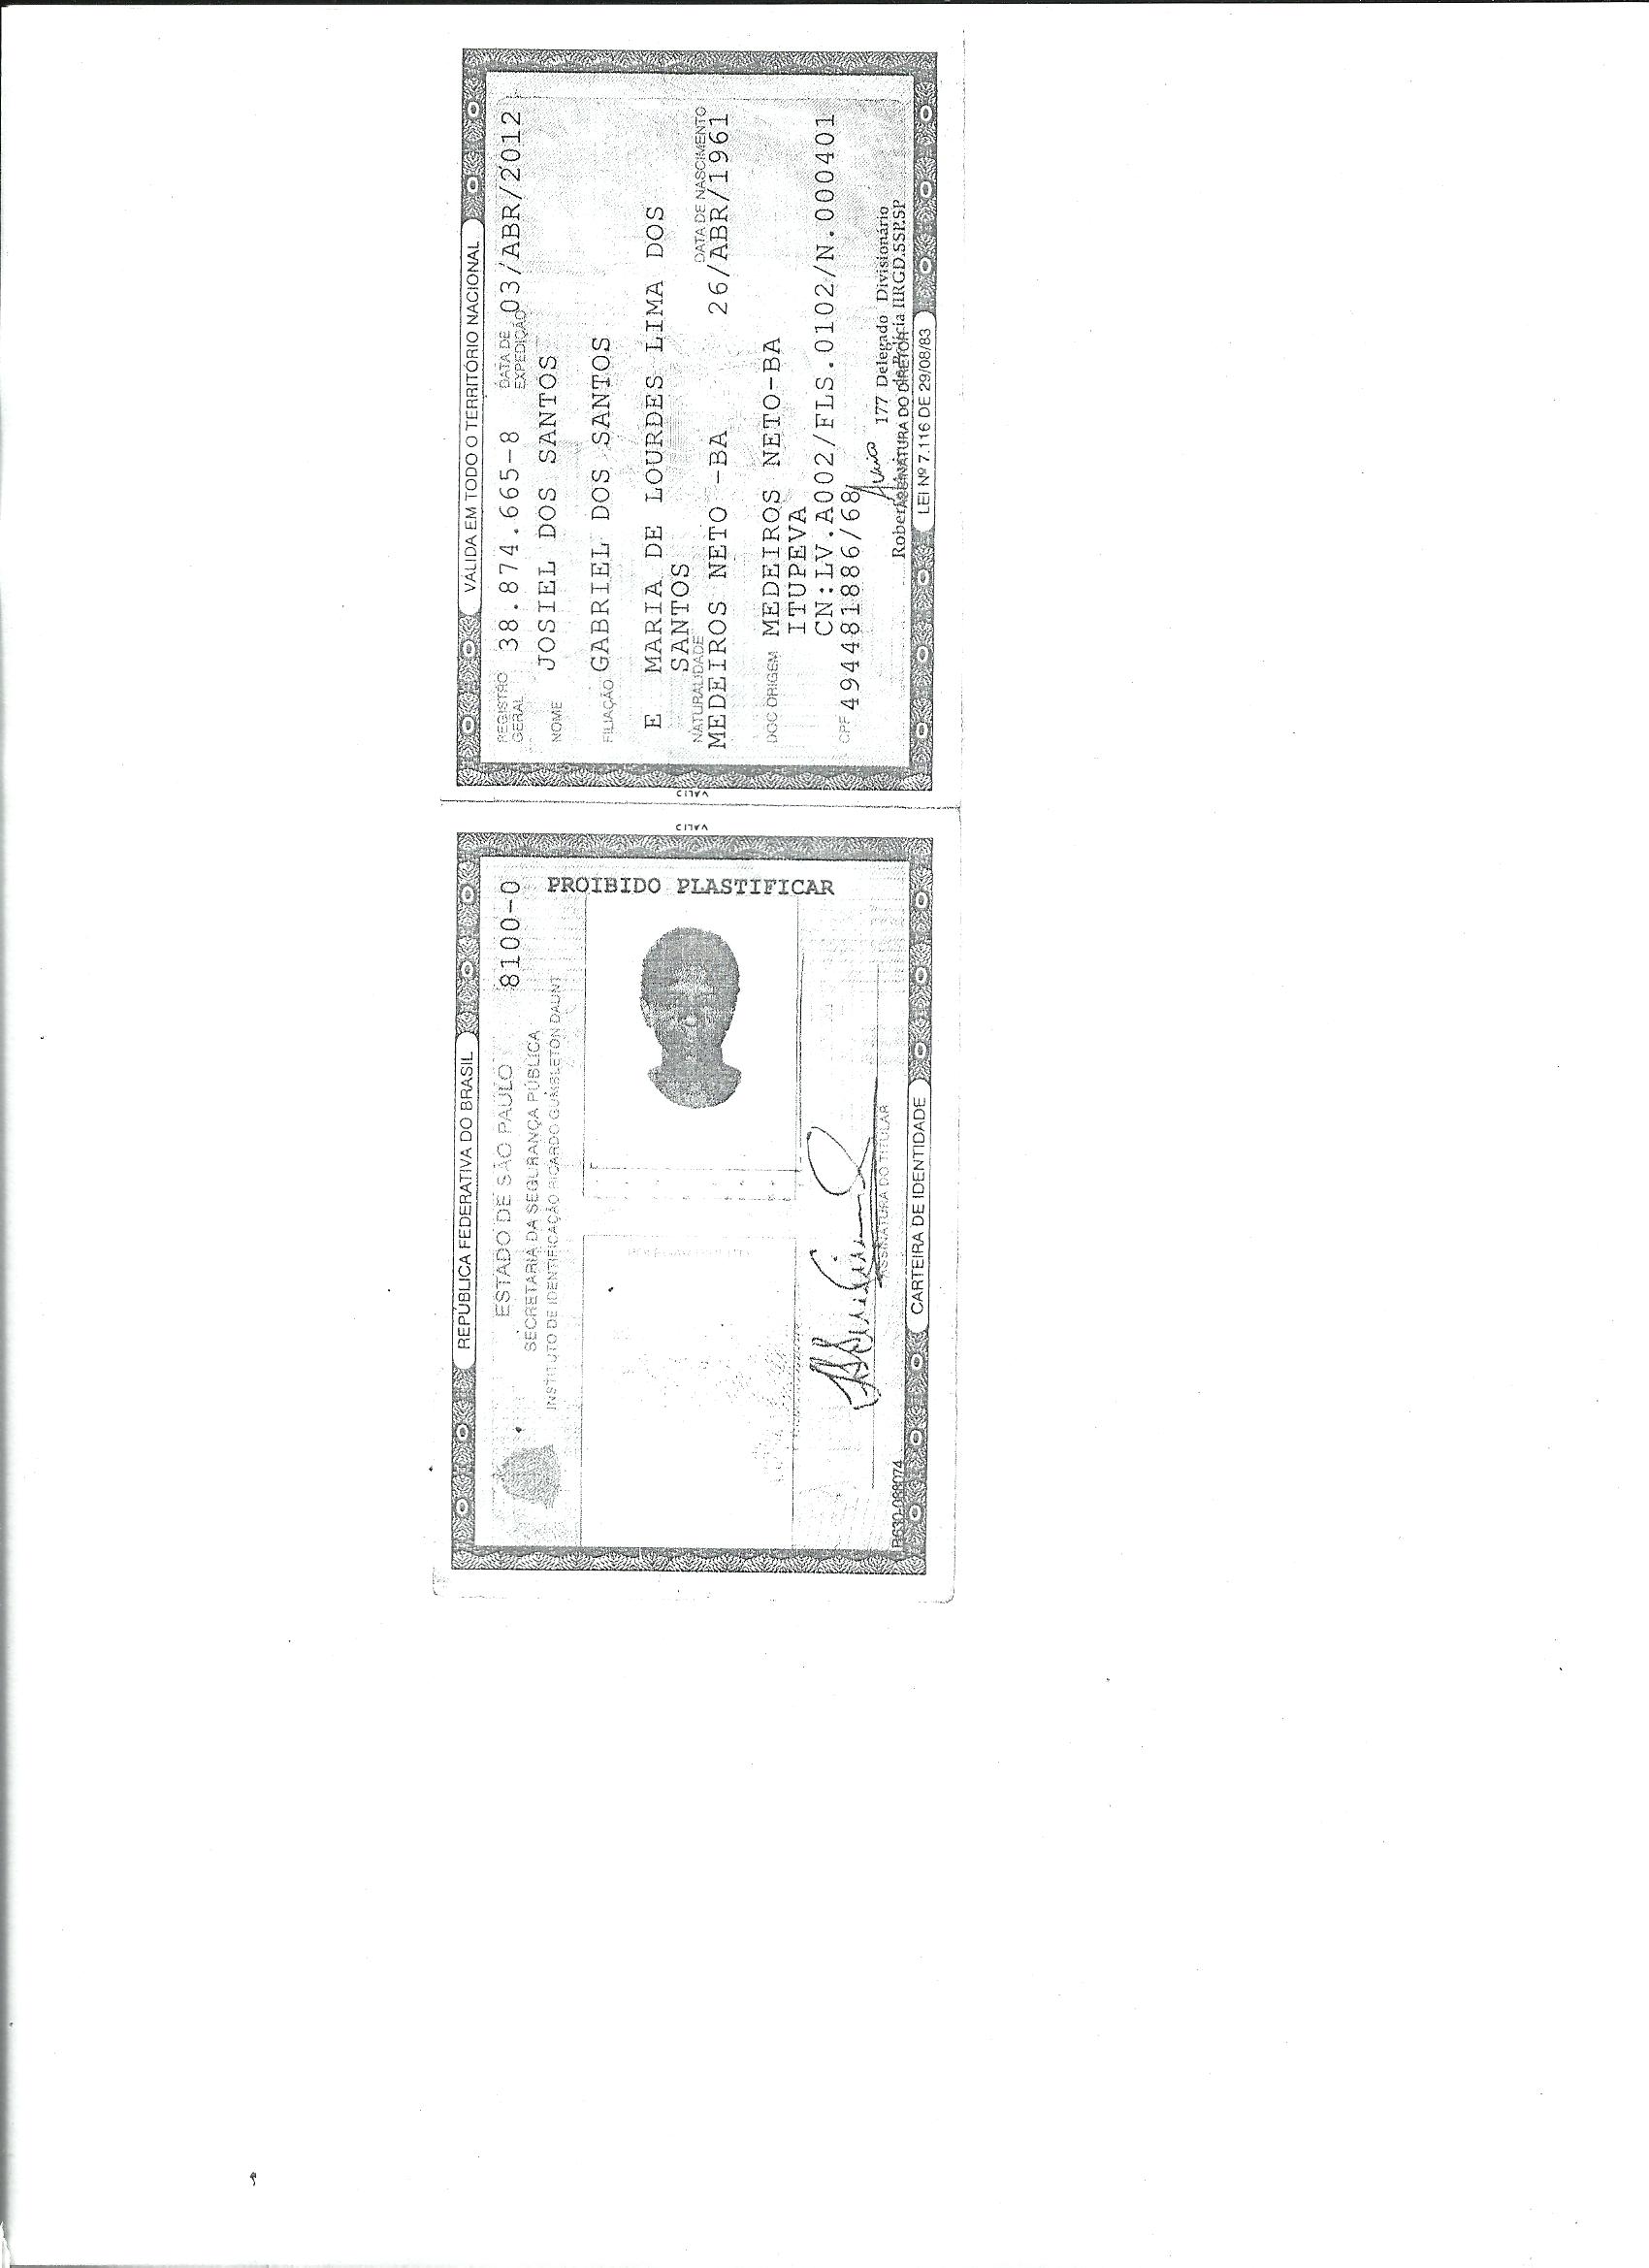 VÁLIDA EM TODO O TERRITÓRIO NACIONAL
REGISTRO GERAL 38.874.665-8 DATA DE EXPEDIÇÃO 03/ABR/2012
NOME JOSIEL DOS SANTOS
FILIAÇÃO GABRIEL DOS SANTOS
E MARIA DE LOURDES LIMA DOS
SANTOS
NATURALIDADE DATA DE NASCIMENTO
MEDEIROS NETO -BA 26/ABR/1961
DOC ORIGEM MEDEIROS NETO-BA
ITUPEVA
CN:LV.A002/FLS.0102/N.000401
CPF 494481886/68
177 Delegado Divisionário
de Polícia IIRGD.SSP.SP
ASSINATURA DO DIRETOR
LEI Nº 7.116 DE 29/08/83
VALID
VALID
REPÚBLICA FEDERATIVA DO BRASIL
ESTADO DE SÃO PAULO 8100-0
SECRETARIA DA SEGURANÇA PÚBLICA
INSTITUTO DE IDENTIFICAÇÃO RICARDO GUMBLETON DAUNT
PROIBIDO PLASTIFICAR
ASSINATURA DO TITULAR
CARTEIRA DE IDENTIDADE